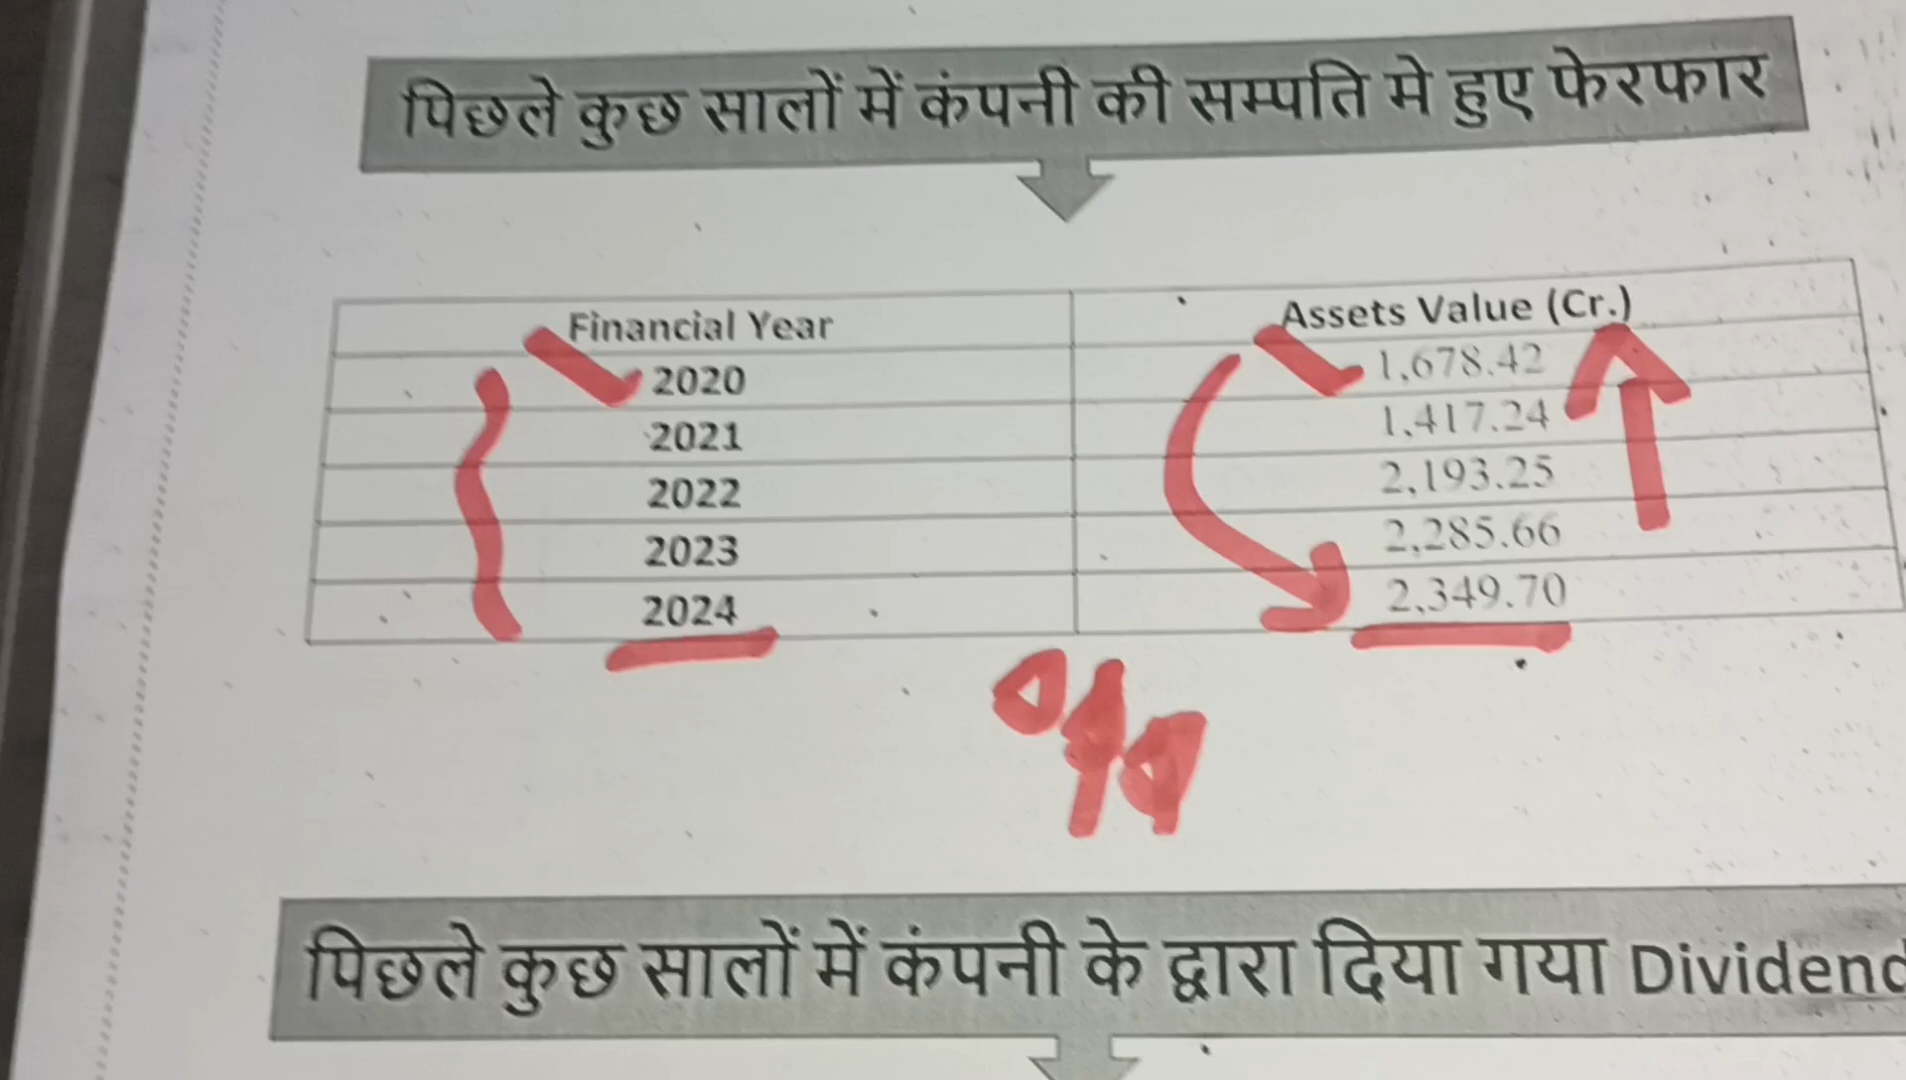 पिछले कुछ सालों में कंपनी की सम्पति मे हुए फेरफार
Financial Year Assets Value (Cr.)
2020 1,678.42
2021 1,417.24
2022 2,193.25
2023 2,285.66
2024 2,349.70
पिछले कुछ सालों में कंपनी के द्वारा दिया गया Dividend